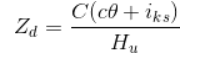 Z_d = \frac{C(c\theta + i_{ks})}{H_u}